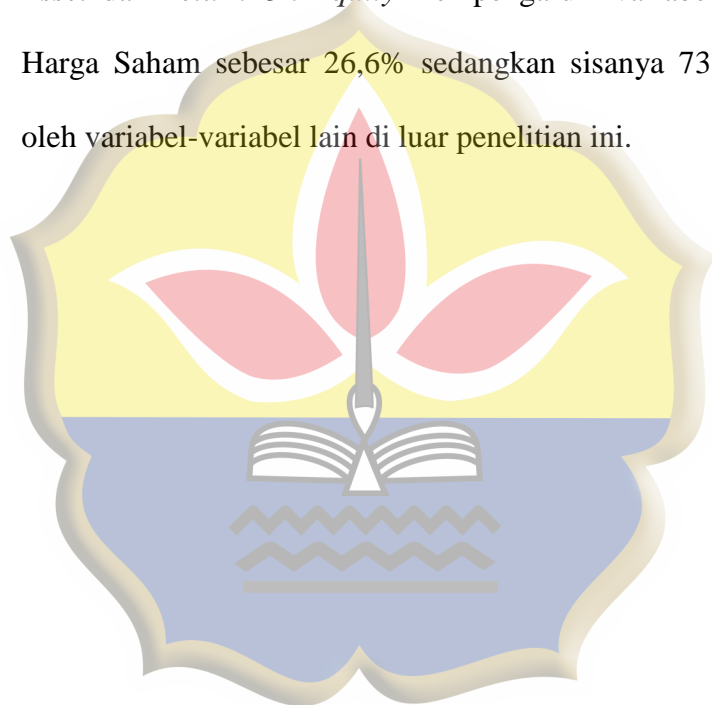 Harga Saham sebesar 26,6% sedangkan sisanya 73
oleh variabel-variabel lain di luar penelitian ini.